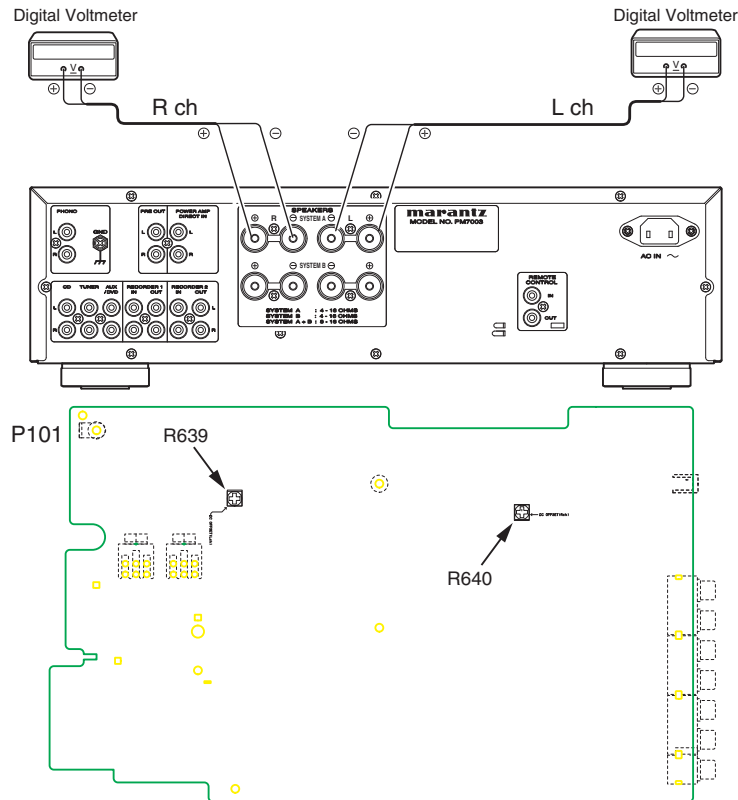 Digital Voltmeter
Digital Voltmeter
V
V
⊕ ⊖
⊕ ⊖
R ch
L ch
⊕ ⊖
⊖ ⊕
PHONO
GND
L
R
PRE OUT
POWER AMP
DIRECT IN
L
R
SPEAKERS
⊕ R ⊖ SYSTEM A ⊖ L ⊕
⊕ ⊖ SYSTEM B ⊖ ⊕
SYSTEM A : 4 - 16 OHMS
SYSTEM B : 4 - 16 OHMS
SYSTEM A + B : 8 - 16 OHMS
marantz
MODEL NO. PM7003
AC IN ~
CD TUNER AUX
/DVD
RECORDER 1
IN OUT
RECORDER 2
IN OUT
L
R
L
R
REMOTE
CONTROL
IN
OUT
P101
R639
R640